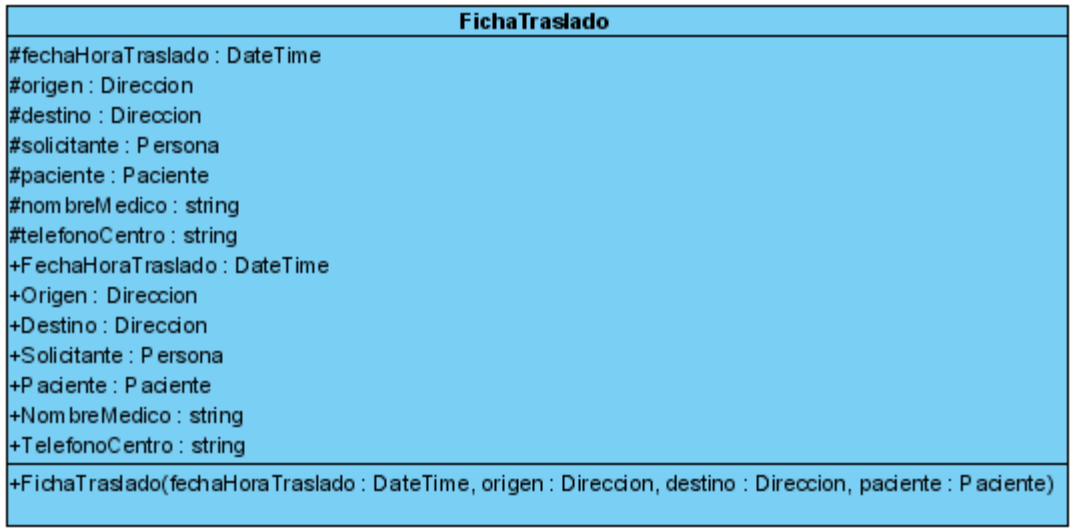 FichaTraslado
#fechaHoraTraslado : DateTime
#origen : Direccion
#destino : Direccion
#solicitante : Persona
#paciente : Paciente
#nombreMedico : string
#telefonoCentro : string
+FechaHoraTraslado : DateTime
+Origen : Direccion
+Destino : Direccion
+Solicitante : Persona
+Paciente : Paciente
+NombreMedico : string
+TelefonoCentro : string
+FichaTraslado(fechaHoraTraslado : DateTime, origen : Direccion, destino : Direccion, paciente : Paciente)